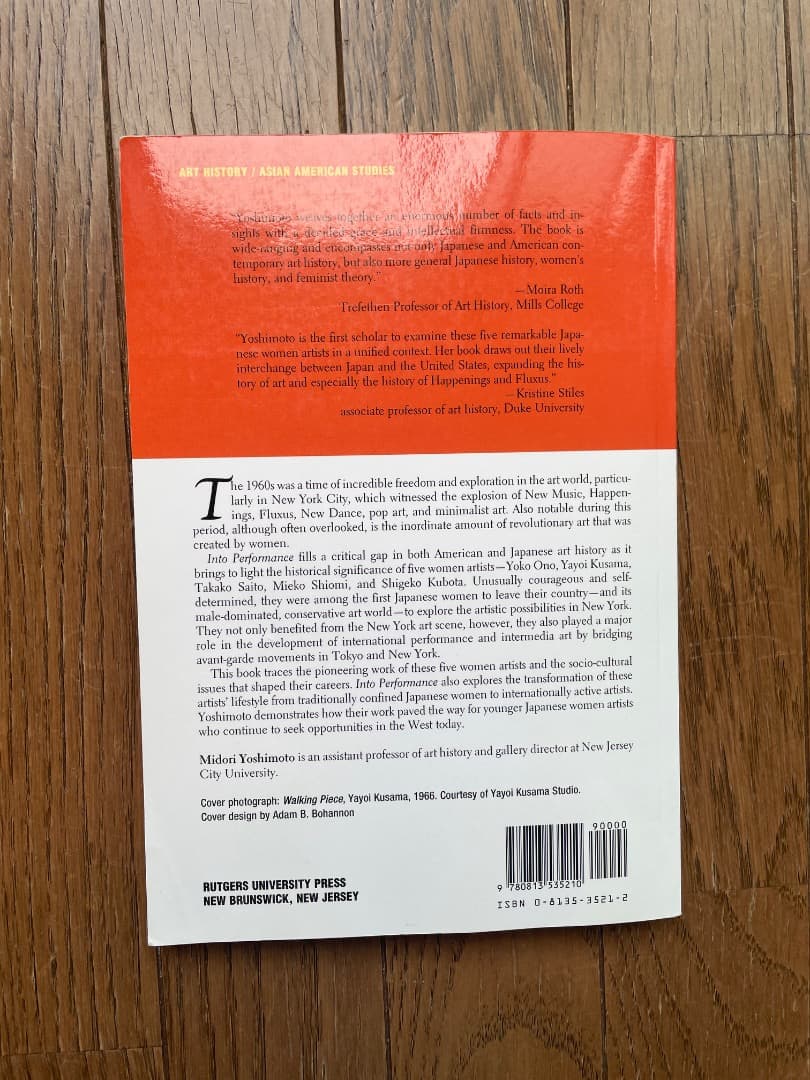 ART HISTORY / ASIAN AMERICAN STUDIES
"Yoshimoto weaves together an enormous number of facts and in-
sights with a decided grace and intellectual firmness. The book is
wide-ranging and encompasses not only Japanese and American con-
temporary art history, but also more general Japanese history, women's
history, and feminist theory."
—Moira Roth
Trefethen Professor of Art History, Mills College
"Yoshimoto is the first scholar to examine these five remarkable Japa-
nese women artists in a unified context. Her book draws out their lively
interchange between Japan and the United States, expanding the his-
tory of art and especially the history of Happenings and Fluxus."
—Kristine Stiles
associate professor of art history, Duke University
The 1960s was a time of incredible freedom and exploration in the art world, particu-
larly in New York City, which witnessed the explosion of New Music, Happen-
ings, Fluxus, New Dance, pop art, and minimalist art. Also notable during this
period, although often overlooked, is the inordinate amount of revolutionary art that was
created by women.
Into Performance fills a critical gap in both American and Japanese art history as it
brings to light the historical significance of five women artists—Yoko Ono, Yayoi Kusama,
Takako Saito, Mieko Shiomi, and Shigeko Kubota. Unusually courageous and self-
determined, they were among the first Japanese women to leave their country—and its
male-dominated, conservative art world—to explore the artistic possibilities in New York.
They not only benefited from the New York art scene, however, they also played a major
role in the development of international performance and intermedia art by bridging
avant-garde movements in Tokyo and New York.
This book traces the pioneering work of these five women artists and the socio-cultural
issues that shaped their careers. Into Performance also explores the transformation of these
artists' lifestyle from traditionally confined Japanese women to internationally active artists.
Yoshimoto demonstrates how their work paved the way for younger Japanese women artists
who continue to seek opportunities in the West today.
Midori Yoshimoto is an assistant professor of art history and gallery director at New Jersey
City University.
Cover photograph: Walking Piece, Yayoi Kusama, 1966. Courtesy of Yayoi Kusama Studio.
Cover design by Adam B. Bohannon
RUTGERS UNIVERSITY PRESS
NEW BRUNSWICK, NEW JERSEY
90000
9 780813 535210
ISBN 0-8135-3521-2